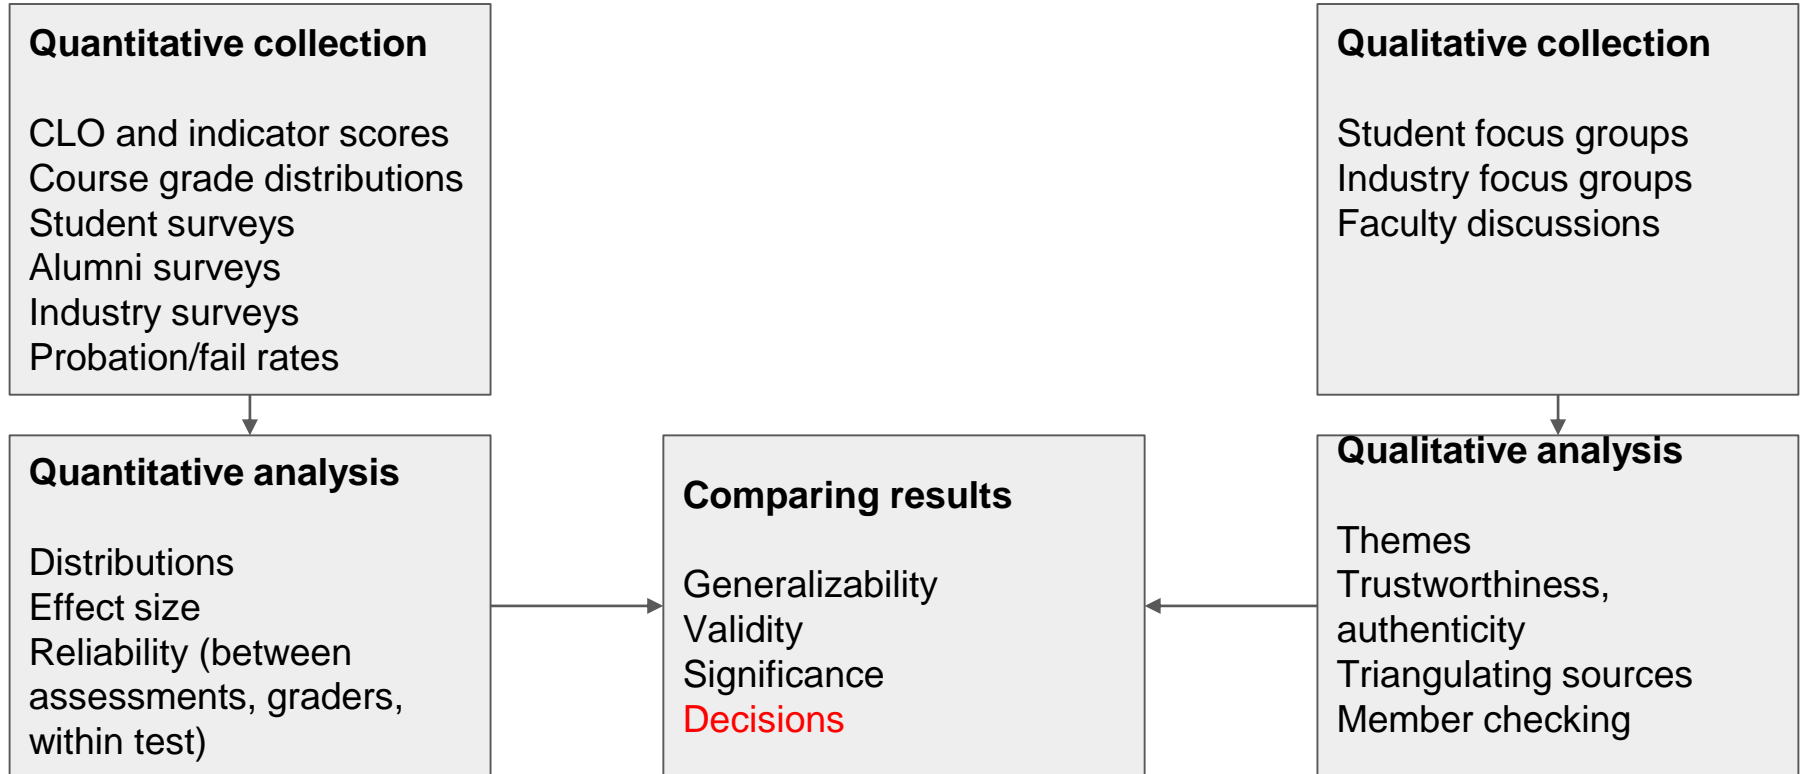 Quantitative collection
CLO and indicator scores
Course grade distributions
Student surveys
Alumni surveys
Industry surveys
Probation/fail rates
Qualitative collection
Student focus groups
Industry focus groups
Faculty discussions
Quantitative analysis
Distributions
Effect size
Reliability (between
assessments, graders,
within test)
Comparing results
Generalizability
Validity
Significance
Decisions
Qualitative analysis
Themes
Trustworthiness,
authenticity
Triangulating sources
Member checking